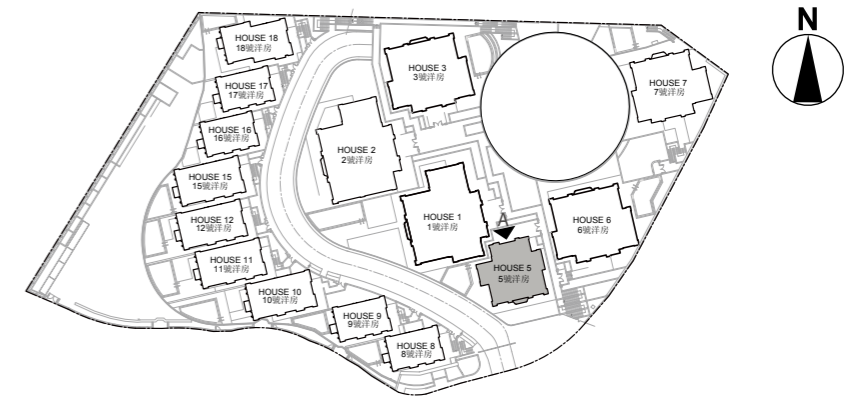 N
HOUSE 18
18號洋房
HOUSE 3
3號洋房
HOUSE 7
7號洋房
HOUSE 17
17號洋房
HOUSE 16
16號洋房
HOUSE 2
2號洋房
HOUSE 15
15號洋房
HOUSE 12
12號洋房
HOUSE 1
1號洋房
A
HOUSE 6
6號洋房
HOUSE 11
11號洋房
HOUSE 5
5號洋房
HOUSE 10
10號洋房
HOUSE 9
9號洋房
HOUSE 8
8號洋房